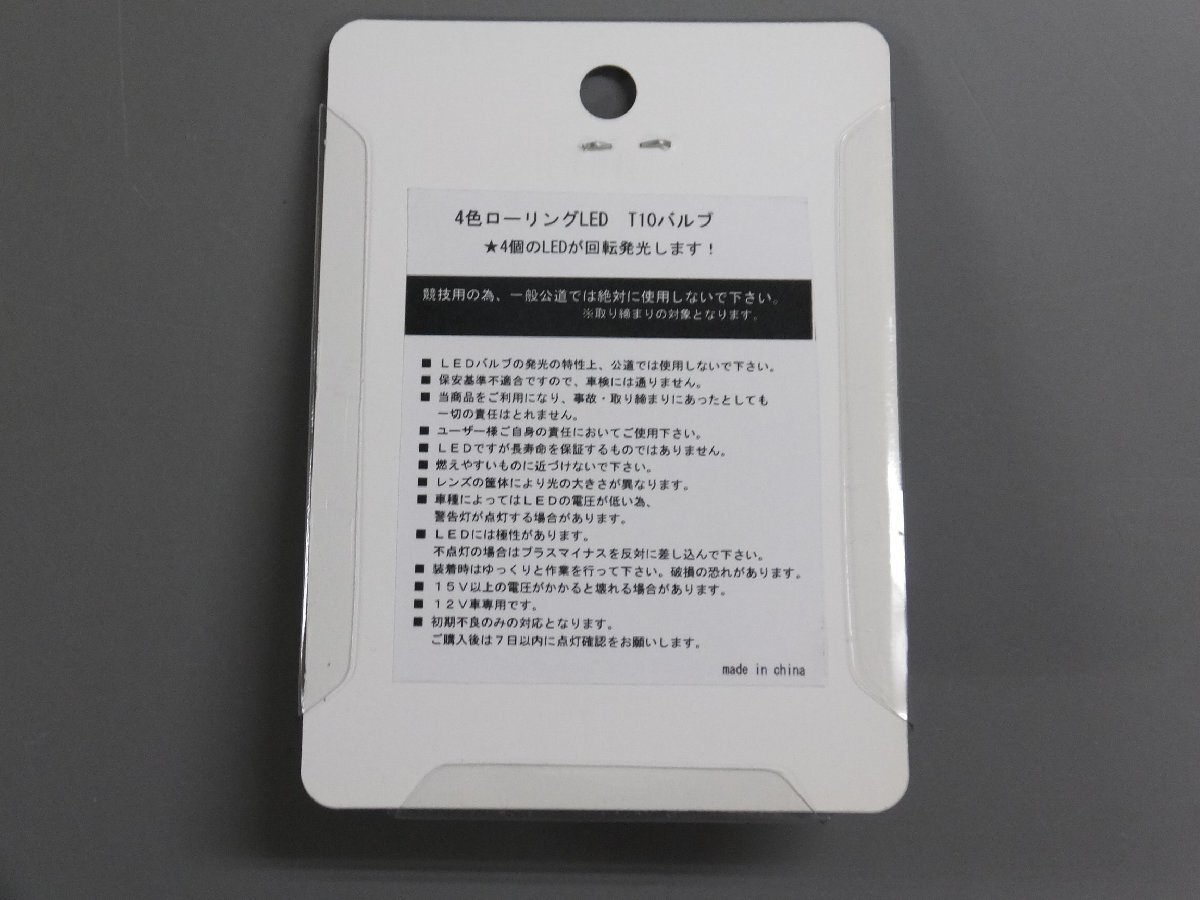 4色ローリングLED　T10バルブ
★4個のLEDが回転発光します！
競技用の為、一般公道では絶対に使用しないで下さい。
※取り締まりの対象となります。
■ ＬＥＤバルブの発光の特性上、公道では使用しないで下さい。
■ 保安基準不適合ですので、車検には通りません。
■ 当商品をご利用になり、事故・取り締まりにあったとしても
一切の責任はとれません。
■ ユーザー様ご自身の責任においてご使用下さい。
■ ＬＥＤですが長寿命を保証するものではありません。
■ 燃えやすいものに近づけないで下さい。
■ レンズの筐体により光の大きさが異なります。
■ 車種によってはＬＥＤの電圧が低い為、
警告灯が点灯する場合があります。
■ ＬＥＤには極性があります。
不点灯の場合はプラスマイナスを反対に差し込んで下さい。
■ 装着時はゆっくりと作業を行って下さい。破損の恐れがあります。
■ １５Ｖ以上の電圧がかかると壊れる場合があります。
■ １２Ｖ車専用です。
■ 初期不良のみの対応となります。
ご購入後は７日以内に点灯確認をお願いします。
made in china